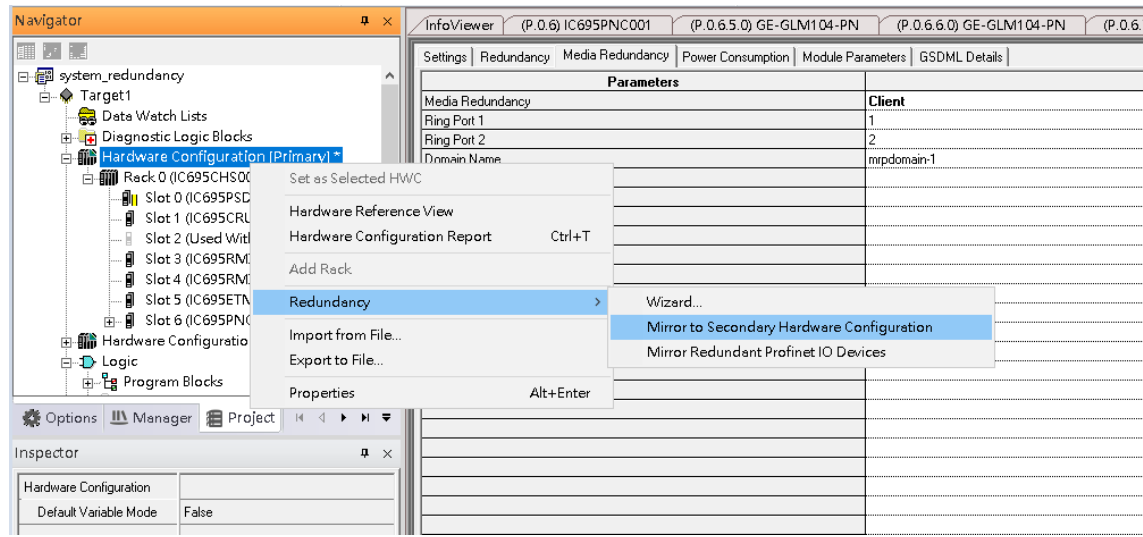 Navigator
system_redundancy
Target1
Data Watch Lists
Diagnostic Logic Blocks
Hardware Configuration [Primary] *
Rack 0 (IC695CHS00
Slot 0 (IC695PSD
Slot 1 (IC695CRU
Slot 2 (Used With
Slot 3 (IC695RMX
Slot 4 (IC695RMX
Slot 5 (IC695ETM
Slot 6 (IC695PNC
Hardware Configuratio
Logic
Program Blocks
Options Manager Project
Inspector
Hardware Configuration
Default Variable Mode False
InfoViewer (P.0.6) IC695PNC001 (P.0.6.5.0) GE-GLM104-PN (P.0.6.6.0) GE-GLM104-PN (P.0.6.
Settings Redundancy Media Redundancy Power Consumption Module Parameters GSDML Details
Parameters
Media Redundancy Client
Ring Port 1 1
Ring Port 2 2
Domain Name mrpdomain-1
Set as Selected HWC
Hardware Reference View
Hardware Configuration Report Ctrl+T
Add Rack
Redundancy >
Import from File...
Export to File...
Properties Alt+Enter
Wizard...
Mirror to Secondary Hardware Configuration
Mirror Redundant Profinet IO Devices